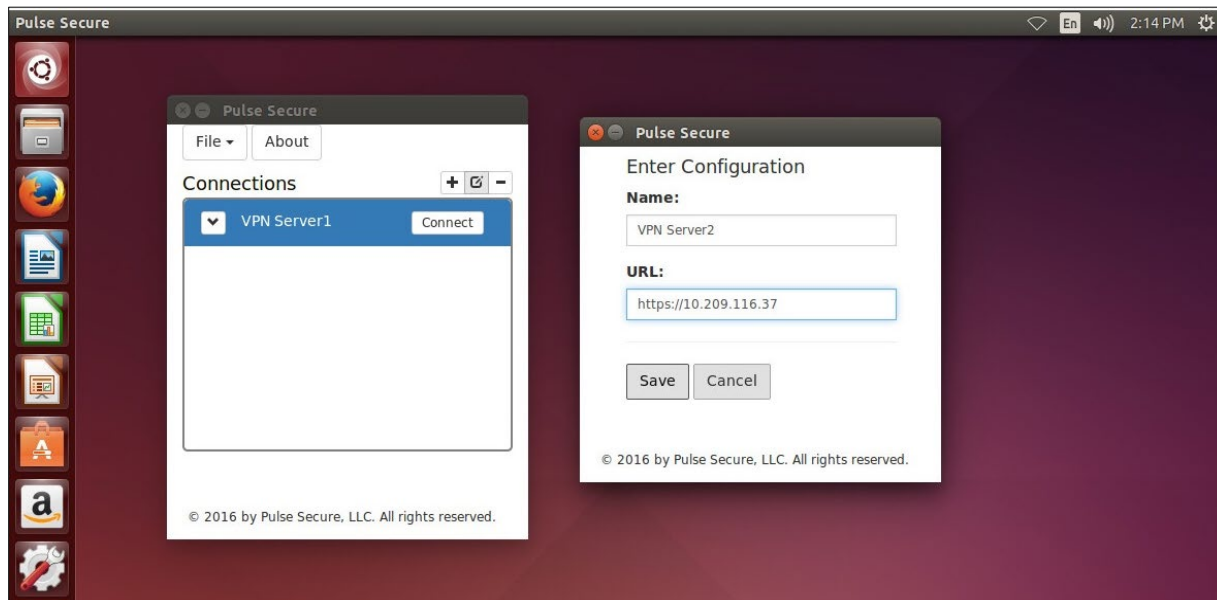 Pulse Secure
En
2:14 PM
Pulse Secure
File
About
Connections
VPN Server1
Connect
© 2016 by Pulse Secure, LLC. All rights reserved.
Pulse Secure
Enter Configuration
Name:
VPN Server2
URL:
https://10.209.116.37
Save
Cancel
© 2016 by Pulse Secure, LLC. All rights reserved.
A
a